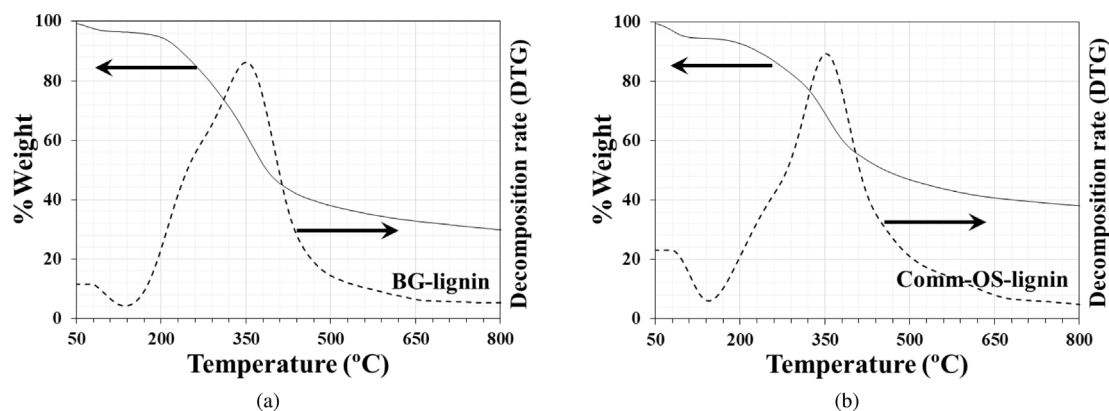 100
80
60
40
20
0
% Weight
50 200 350 500 650 800
Temperature (°C)
Decomposition rate (DTG)
BG-lignin
(a)
100
80
60
40
20
0
% Weight
50 200 350 500 650 800
Temperature (°C)
Decomposition rate (DTG)
Comm-OS-lignin
(b)